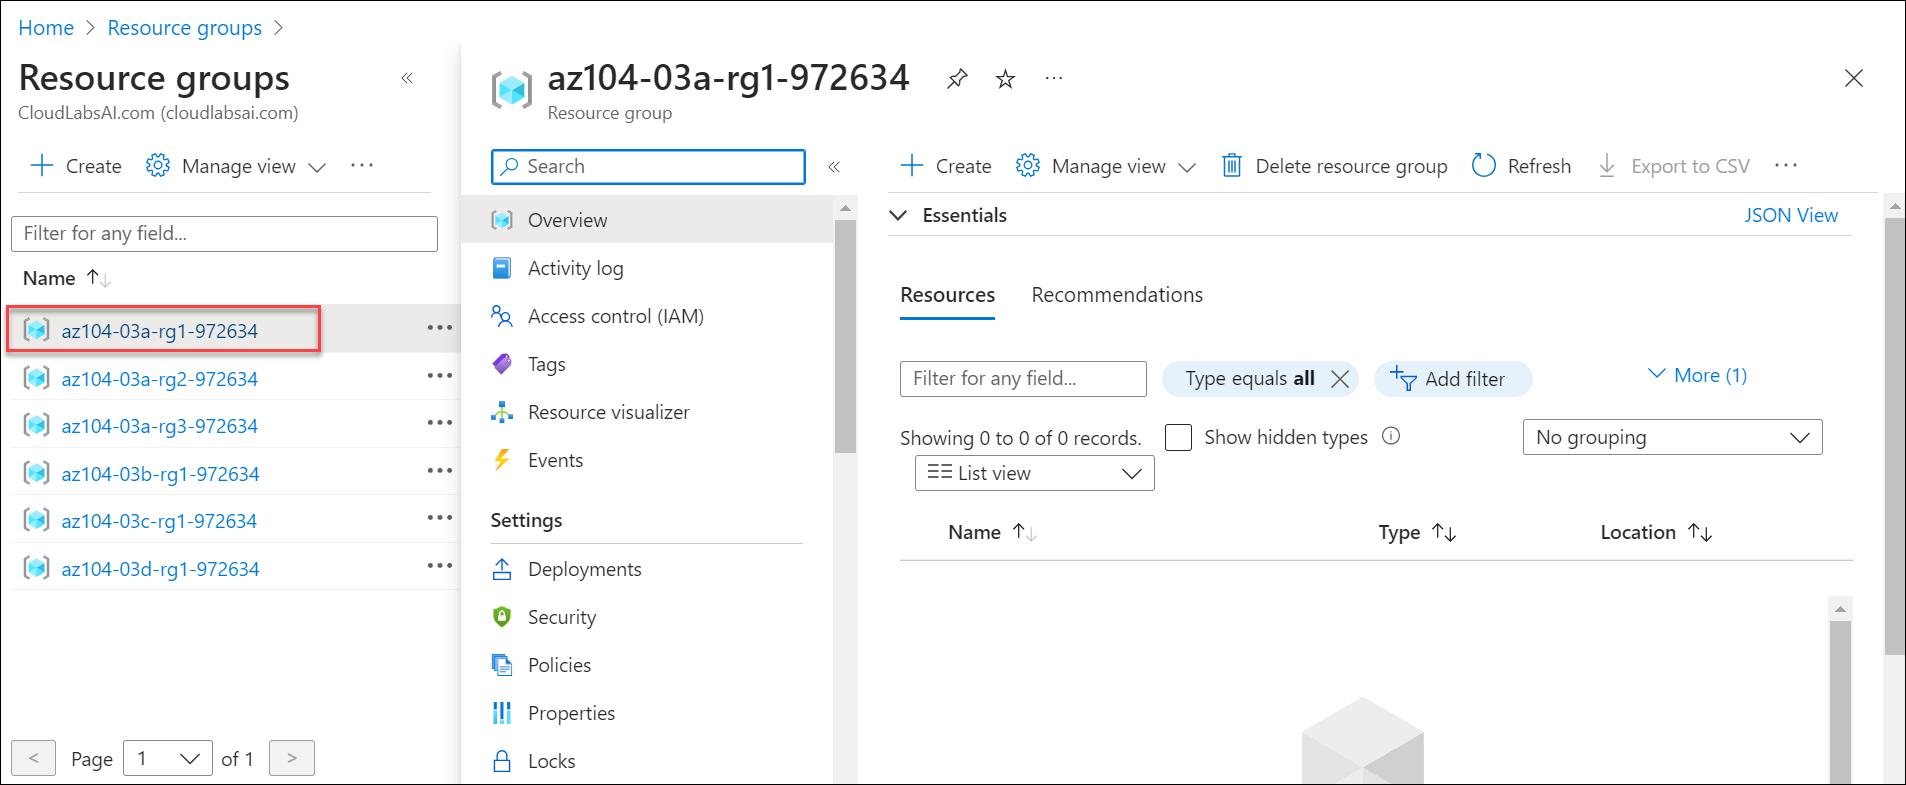 Home > Resource groups >
Resource groups «
CloudLabsAI.com (cloudlabsai.com)
+ Create Manage view ···
Filter for any field...
Name ↑↓
az104-03a-rg1-972634 ···
az104-03a-rg2-972634 ···
az104-03a-rg3-972634 ···
az104-03b-rg1-972634 ···
az104-03c-rg1-972634 ···
az104-03d-rg1-972634 ···
< Page 1 of 1 >
az104-03a-rg1-972634 ···
Resource group
Search «
Overview
Activity log
Access control (IAM)
Tags
Resource visualizer
Events
Settings
Deployments
Security
Policies
Properties
Locks
+ Create Manage view Delete resource group Refresh Export to CSV ···
Essentials JSON View
Resources Recommendations
Filter for any field... Type equals all Add filter More (1)
Showing 0 to 0 of 0 records. Show hidden types No grouping
List view
Name ↑↓ Type ↑↓ Location ↑↓